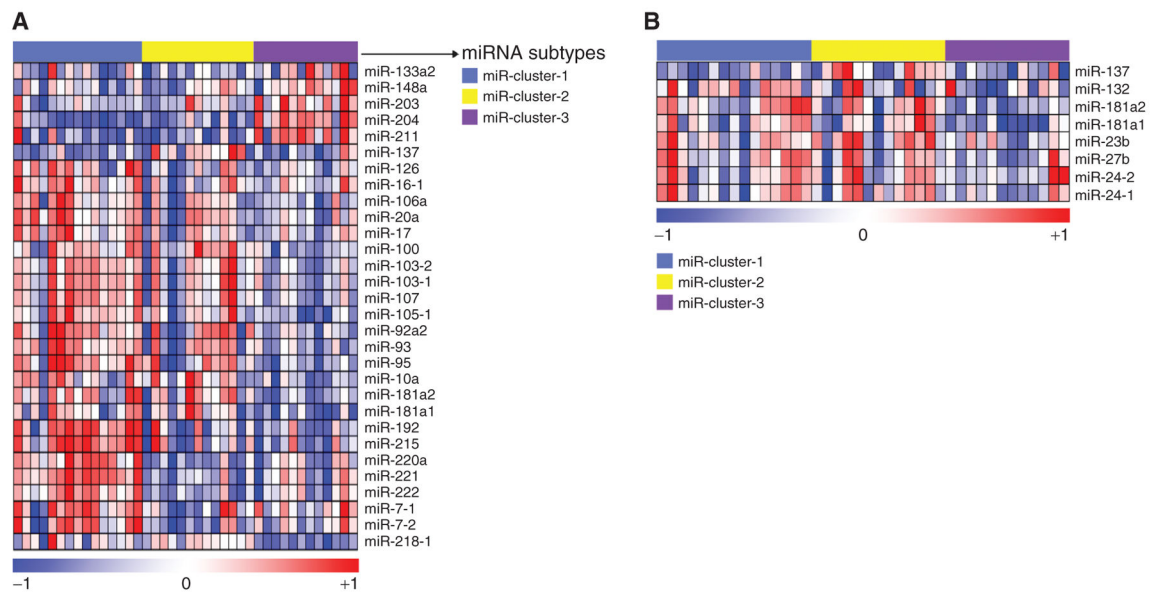 A
miRNA subtypes
miR-cluster-1
miR-cluster-2
miR-cluster-3
miR-133a2
miR-148a
miR-203
miR-204
miR-211
miR-137
miR-126
miR-16-1
miR-106a
miR-20a
miR-17
miR-100
miR-103-2
miR-103-1
miR-107
miR-105-1
miR-92a2
miR-93
miR-95
miR-10a
miR-181a2
miR-181a1
miR-192
miR-215
miR-220a
miR-221
miR-222
miR-7-1
miR-7-2
miR-218-1
−1 0 +1
B
miR-137
miR-132
miR-181a2
miR-181a1
miR-23b
miR-27b
miR-24-2
miR-24-1
−1 0 +1
miR-cluster-1
miR-cluster-2
miR-cluster-3